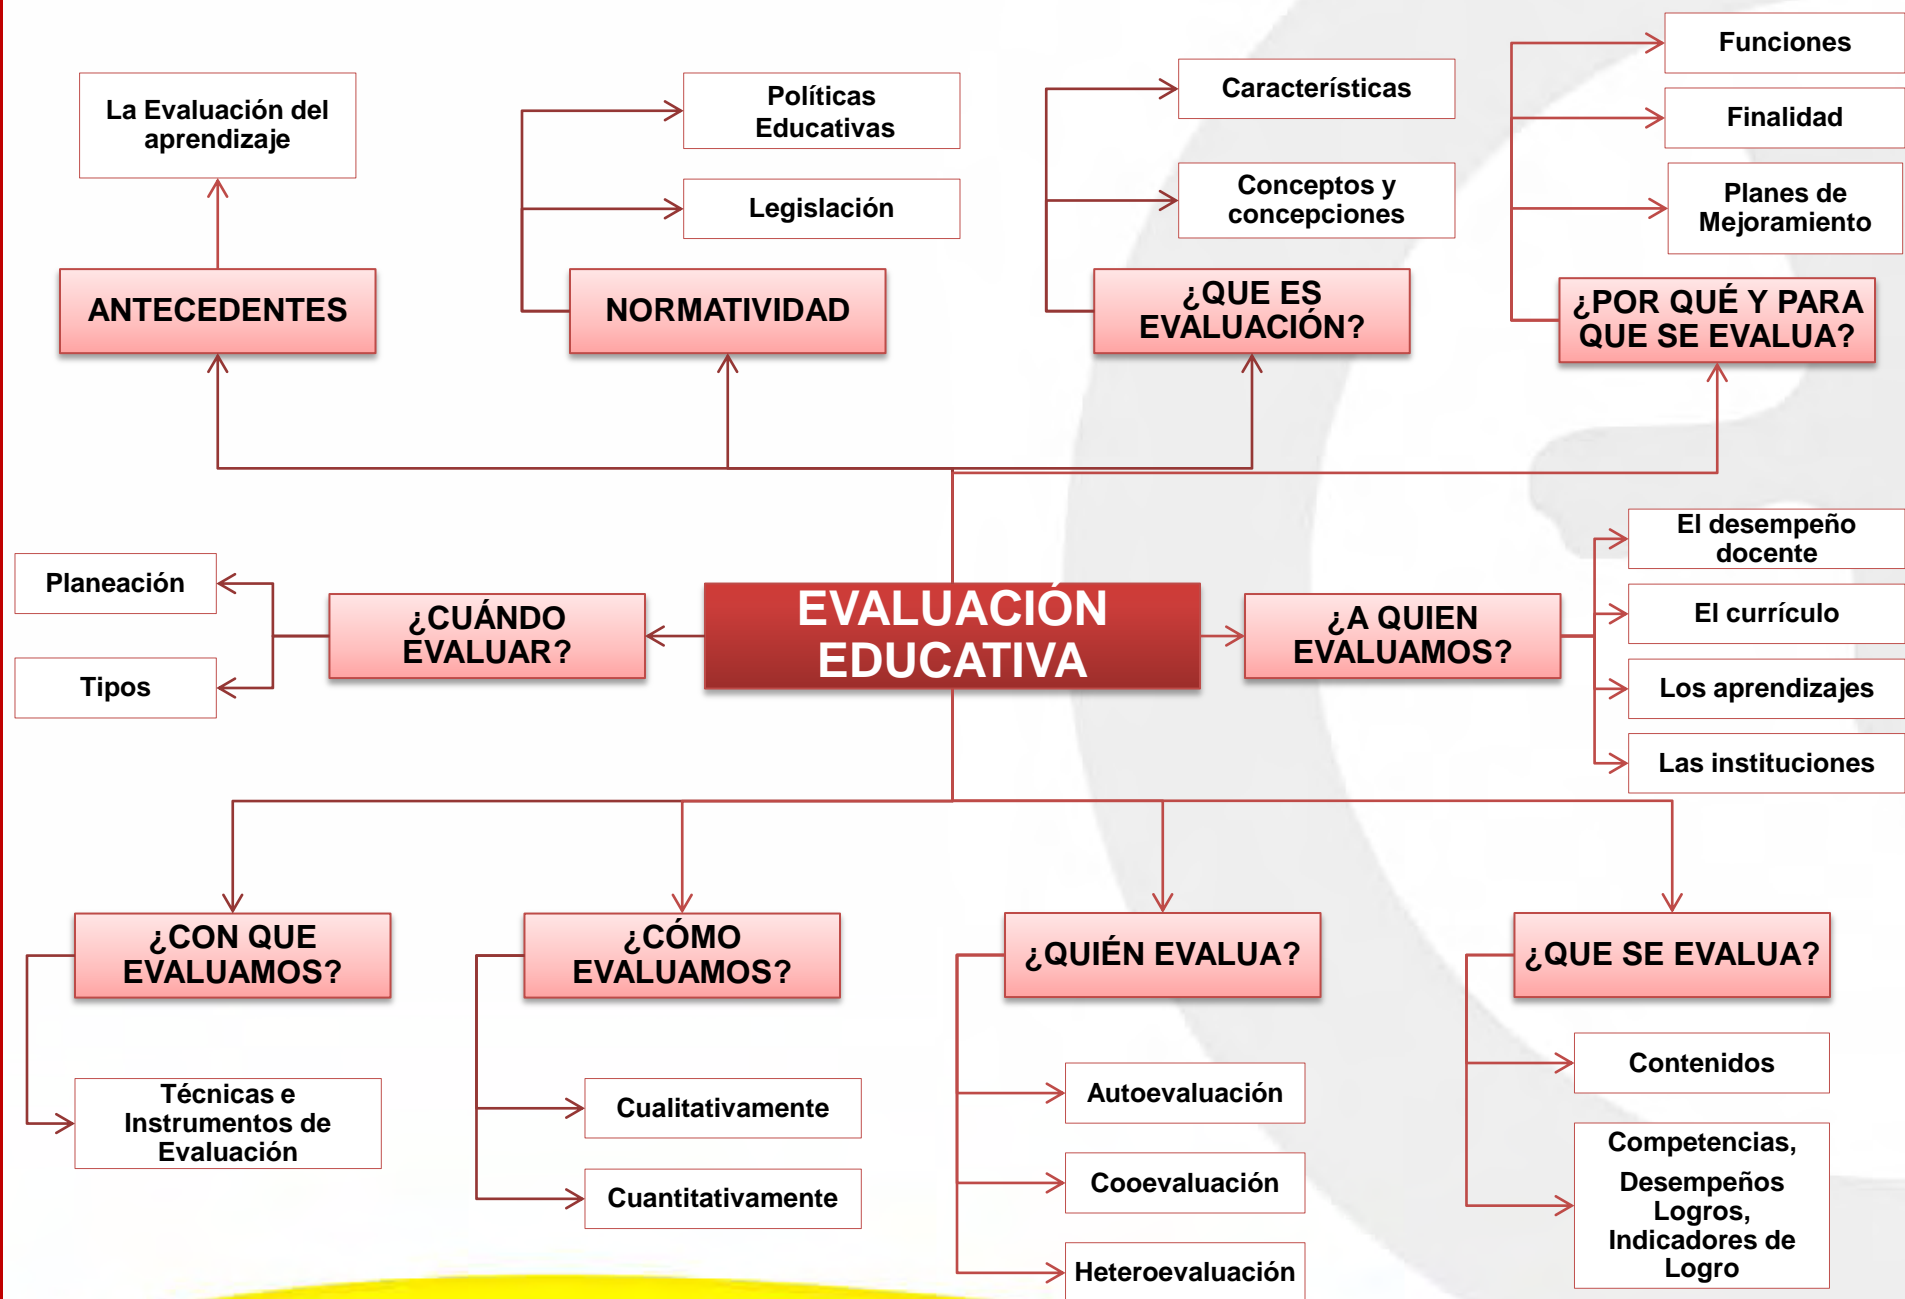 Funciones
La Evaluación del
aprendizaje
Políticas
Educativas
Características
Finalidad
Legislación
Conceptos y
concepciones
Planes de
Mejoramiento
ANTECEDENTES
NORMATIVIDAD
¿QUE ES
EVALUACIÓN?
¿POR QUÉ Y PARA
QUE SE EVALUA?
Planeación
Tipos
¿CUÁNDO
EVALUAR?
EVALUACIÓN
EDUCATIVA
¿A QUIEN
EVALUAMOS?
El desempeño
docente
El currículo
Los aprendizajes
Las instituciones
¿CON QUE
EVALUAMOS?
¿CÓMO
EVALUAMOS?
¿QUIÉN EVALUA?
¿QUE SE EVALUA?
Técnicas e
Instrumentos de
Evaluación
Cualitativamente
Cuantitativamente
Autoevaluación
Cooevaluación
Heteroevaluación
Contenidos
Competencias,
Desempeños
Logros,
Indicadores de
Logro